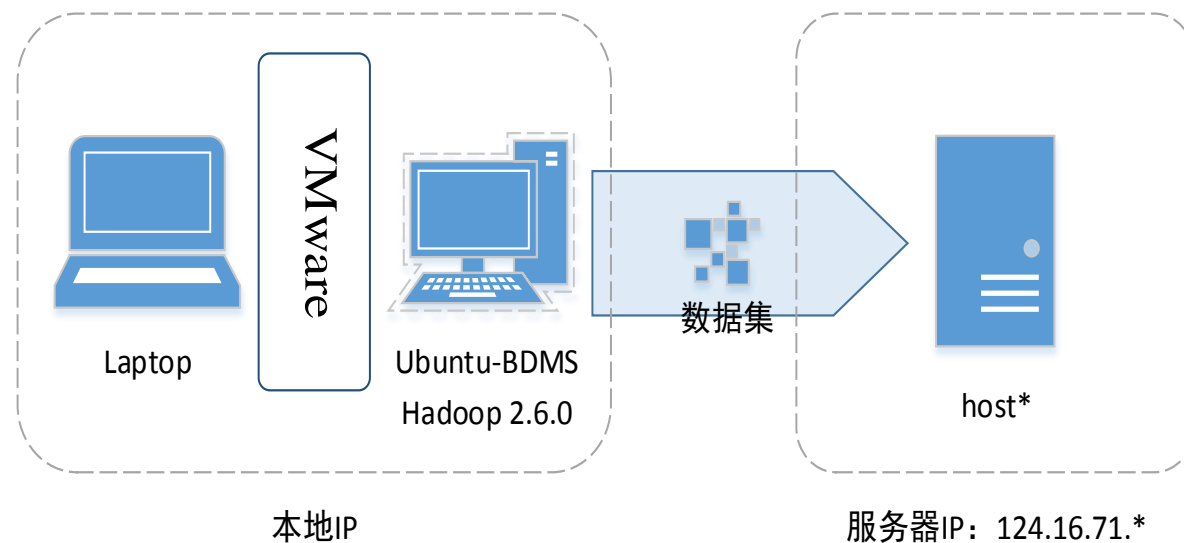 VMware
Laptop
Ubuntu-BDMS
Hadoop 2.6.0
数据集
host*
本地IP
服务器IP：124.16.71.*